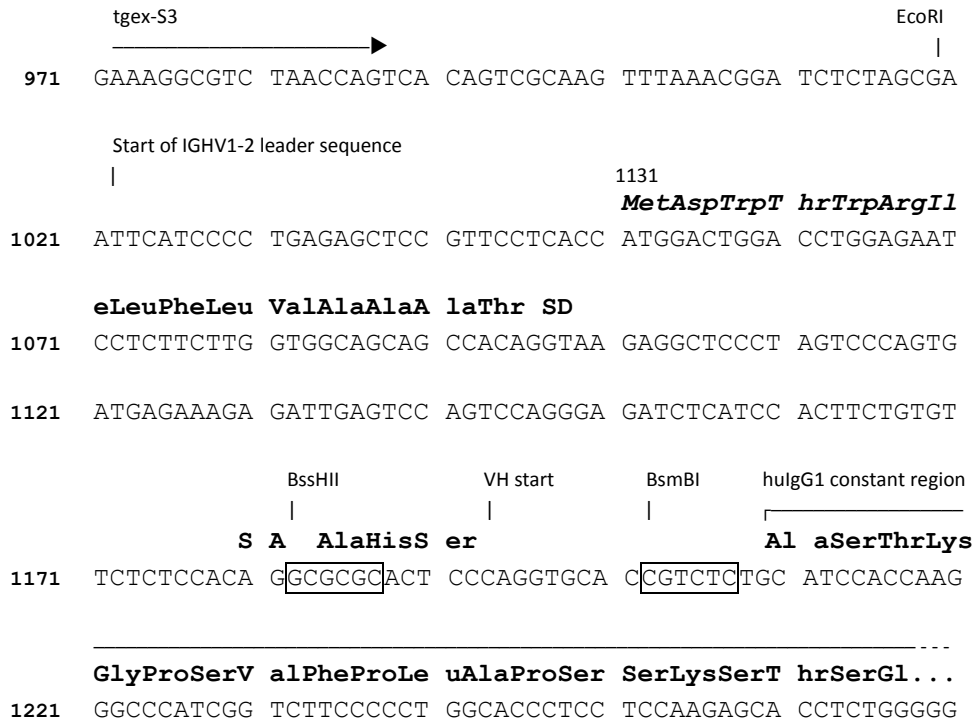 tgex-S3 EcoRI
971 GAAAGGCGTC TAACCAGTCA CAGTCGCAAG TTTAAACGGA TCTCTAGCGA
Start of IGHV1-2 leader sequence
1131
MetAspTrpT hrTrpArgIl
1021 ATTCATCCCC TGAGAGCTCC GTTCCTCACC ATGGACTGGA CCTGGAGAAT
eLeuPheLeu ValAlaAlaA laThr SD
1071 CCTCTTCTTG GTGGCAGCAG CCACAGGTAA GAGGCTCCCT AGTCCCAGTG
1121 ATGAGAAAGA GATTGAGTCC AGTCCAGGGA GATCTCATCC ACTTCTGTGT
BssHII VH start BsmBI huIgG1 constant region
S A AlaHisS er Al aSerThrLys
1171 TCTCTCCACA GGCGCGCACT CCCAGGTGCA CCGTCTCTGC ATCCACCAAG
GlyProSerV alPheProLe uAlaProSer SerLysSerT hrSerGl...
1221 GGCCCATCGG TCTTCCCCCT GGCACCCTCC TCCAAGAGCA CCTCTGGGGG